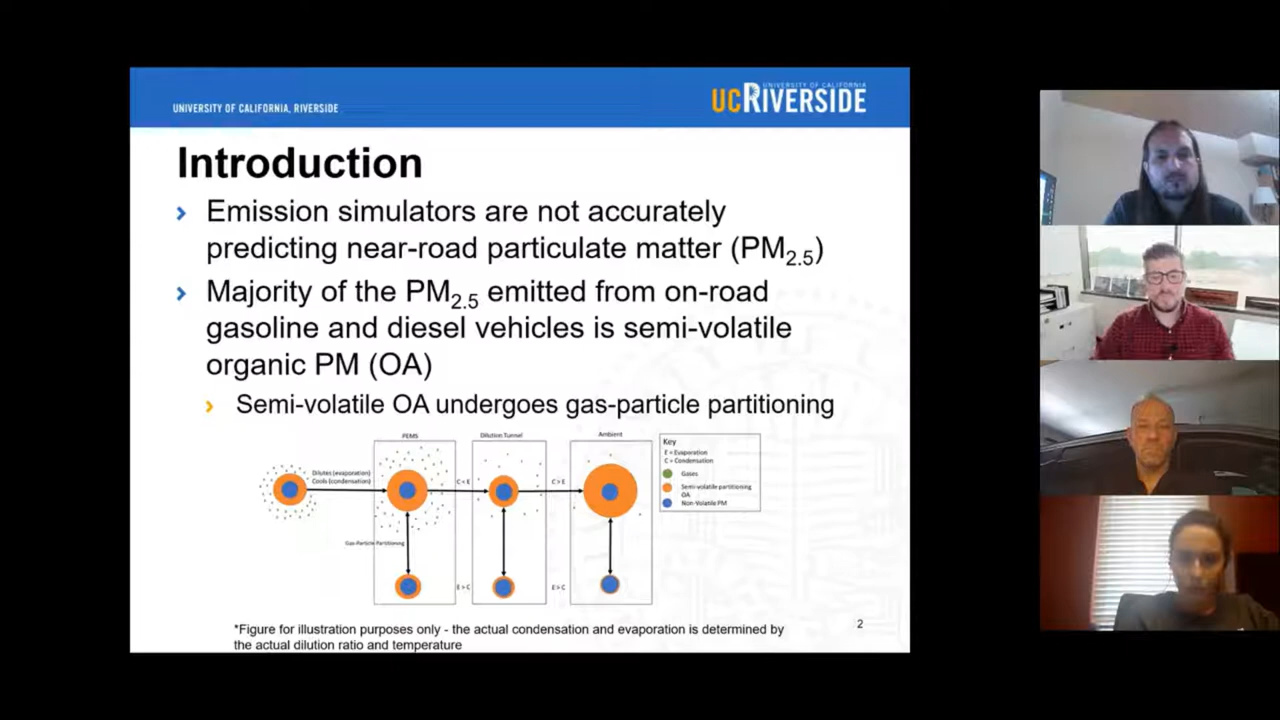 UNIVERSITY OF CALIFORNIA, RIVERSIDE
UNIVERSITY OF CALIFORNIA
UCRIVERSIDE
Introduction
Emission simulators are not accurately
predicting near-road particulate matter (PM2.5)
Majority of the PM2.5 emitted from on-road
gasoline and diesel vehicles is semi-volatile
organic PM (OA)
Semi-volatile OA undergoes gas-particle partitioning
PEMS
Dilution Tunnel
Ambient
Key
E = Evaporation
C = Condensation
Gases
Semi-volatile partitioning
OA
Non-Volatile PM
Dilutes (evaporation)
Cools (condensation)
C < E
C > E
Gas-Particle Partitioning
E > C
E > C
*Figure for illustration purposes only - the actual condensation and evaporation is determined by
the actual dilution ratio and temperature
2